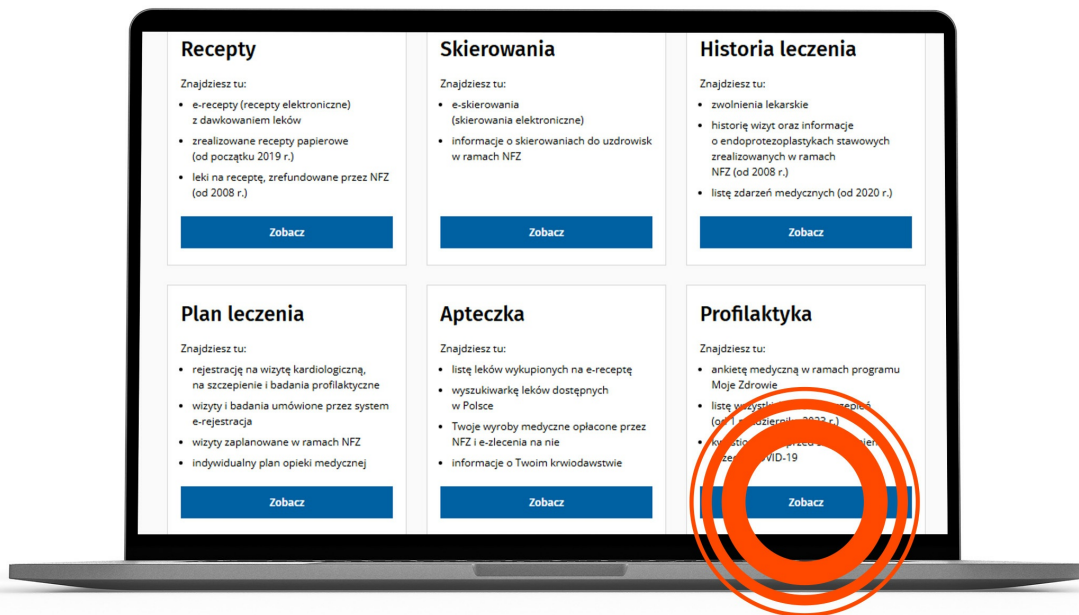 Recepty
Znajdziesz tu:
• e-recepty (recepty elektroniczne)
z dawkowaniem leków
• zrealizowane recepty papierowe
(od początku 2019 r.)
• leki na receptę, zrefundowane przez NFZ
(od 2008 r.)
Zobacz
Skierowania
Znajdziesz tu:
• e-skierowania
(skierowania elektroniczne)
• informacje o skierowaniach do uzdrowisk
w ramach NFZ
Zobacz
Historia leczenia
Znajdziesz tu:
• zwolnienia lekarskie
• historię wizyt oraz informacje
o endoprotezoplastykach stawowych
zrealizowanych w ramach
NFZ (od 2008 r.)
• listę zdarzeń medycznych (od 2020 r.)
Zobacz
Plan leczenia
Znajdziesz tu:
• rejestrację na wizytę kardiologiczną,
na szczepienie i badania profilaktyczne
• wizyty i badania umówione przez system
e-rejestracja
• wizyty zaplanowane w ramach NFZ
• indywidualny plan opieki medycznej
Zobacz
Apteczka
Znajdziesz tu:
• listę leków wykupionych na e-receptę
• wyszukiwarkę leków dostępnych
w Polsce
• Twoje wyroby medyczne opłacone przez
NFZ i e-zlecenia na nie
• informacje o Twoim krwiodawstwie
Zobacz
Profilaktyka
Znajdziesz tu:
• ankietę medyczną w ramach programu
Moje Zdrowie
• listę
(od 1 2023 r.)
przed
COVID-19
Zobacz